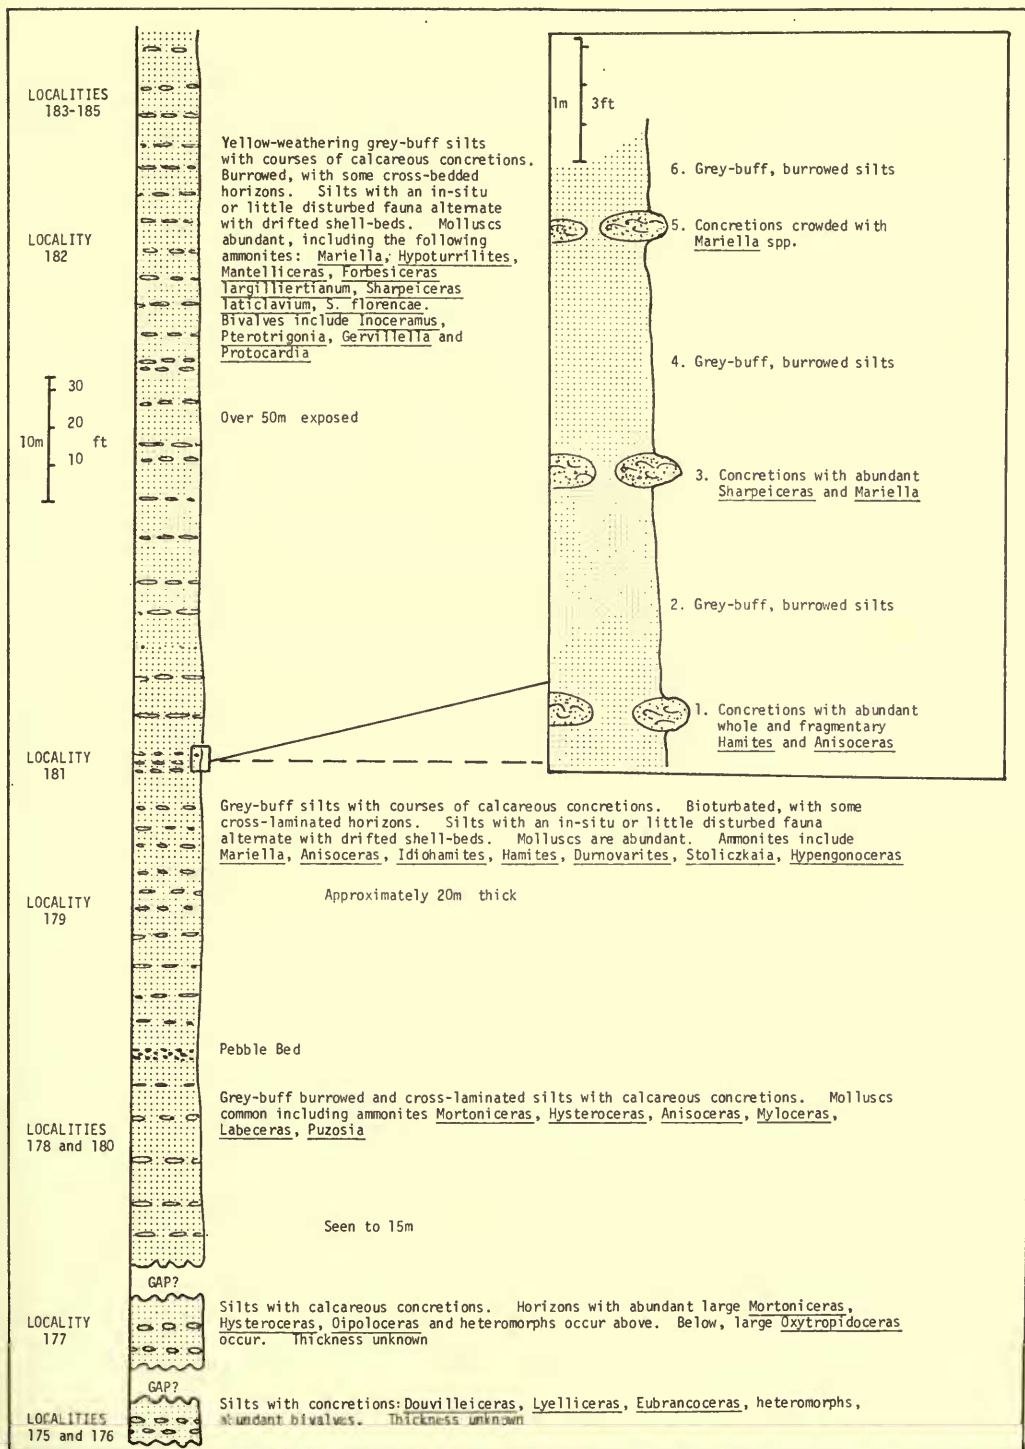 LOCALITIES
183-185
Yellow-weathering grey-buff silts
with courses of calcareous concretions.
Burrowed, with some cross-bedded
horizons. Silts with an in-situ
or little disturbed fauna alternate
with drifted shell-beds. Molluscs
abundant, including the following
ammonites: Mariella, Hypoturrilites,
Mantelliceras, Forbesiceras
largilliertianum, Sharpeiceras
laticlavium, S. florencae.
Bivalves include Inoceramus,
Pterotrigonia, Gervillella and
Protocardia
LOCALITY
182
30
20
10m ft
10
Over 50m exposed
1m 3ft
6. Grey-buff, burrowed silts
5. Concretions crowded with
Mariella spp.
4. Grey-buff, burrowed silts
3. Concretions with abundant
Sharpeiceras and Mariella
2. Grey-buff, burrowed silts
1. Concretions with abundant
whole and fragmentary
Hamites and Anisoceras
LOCALITY
181
Grey-buff silts with courses of calcareous concretions. Bioturbated, with some
cross-laminated horizons. Silts with an in-situ or little disturbed fauna
alternate with drifted shell-beds. Molluscs are abundant. Ammonites include
Mariella, Anisoceras, Idiohamites, Hamites, Durnovarites, Stoliczkaia, Hypengonoceras
Approximately 20m thick
LOCALITY
179
Pebble Bed
Grey-buff burrowed and cross-laminated silts with calcareous concretions. Molluscs
common including ammonites Mortoniceras, Hysteroceras, Anisoceras, Myloceras,
Labeceras, Puzosia
LOCALITIES
178 and 180
Seen to 15m
GAP?
LOCALITY
177
Silts with calcareous concretions. Horizons with abundant large Mortoniceras,
Hysteroceras, Oipoloceras and heteromorphs occur above. Below, large Oxytropidoceras
occur. Thickness unknown
GAP?
LOCALITIES
175 and 176
Silts with concretions: Douvilleiceras, Lyelliceras, Eubrancoceras, heteromorphs,
abundant bivalves. Thickness unknown